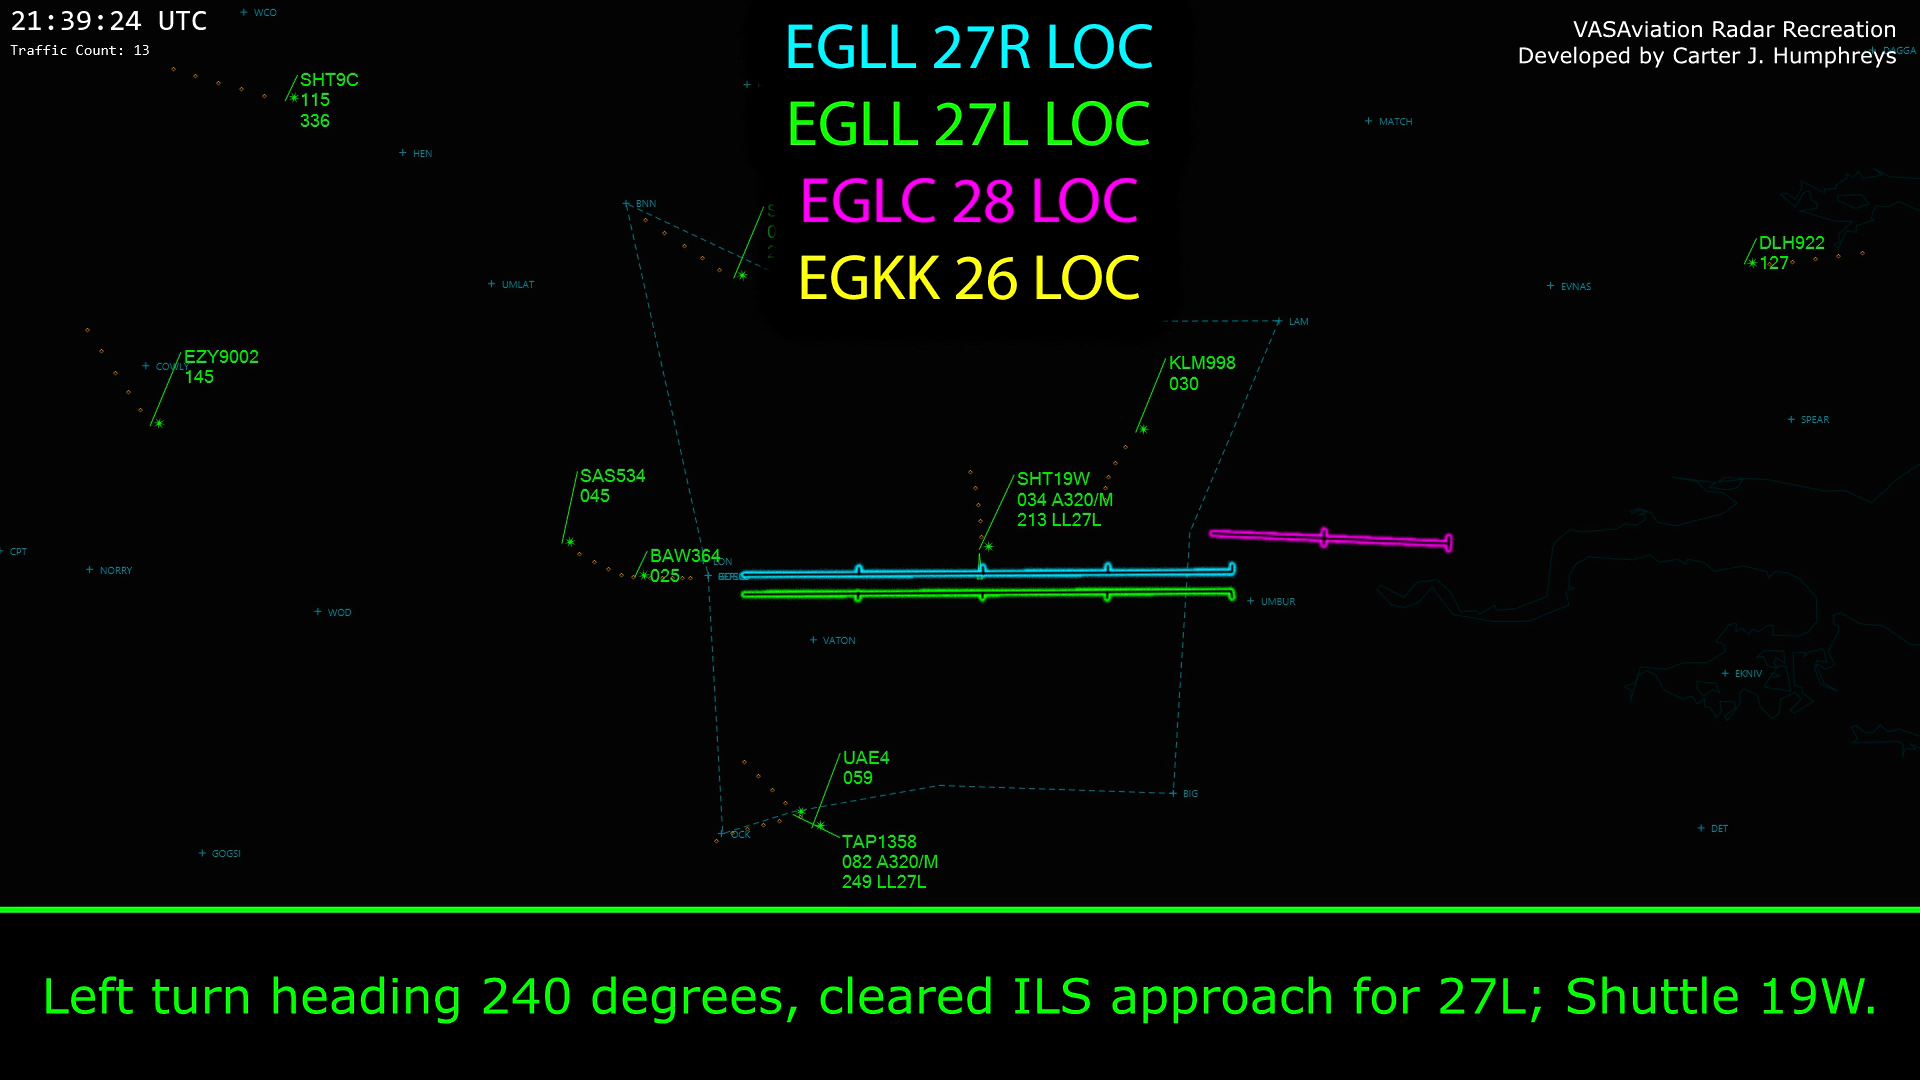 21:39:24 UTC
Traffic Count: 13
WCO
EGLL 27R LOC
EGLL 27L LOC
EGLC 28 LOC
EGKK 26 LOC
VASAviation Radar Recreation
Developed by Carter J. Humphreys
DAGGA
SHT9C
115
336
HEN
MATCH
BNN
UMLAT
DLH922
127
EVNAS
LAM
COWLY
EZY9002
145
KLM998
030
SPEAR
SAS534
045
SHT19W
034 A320/M
213 LL27L
CPT
NORRY
BAW364
025
LON
WOD
UMBUR
VATON
EKNIV
UAE4
059
BIG
OCK
TAP1358
082 A320/M
249 LL27L
DET
GOGSI
Left turn heading 240 degrees, cleared ILS approach for 27L; Shuttle 19W.